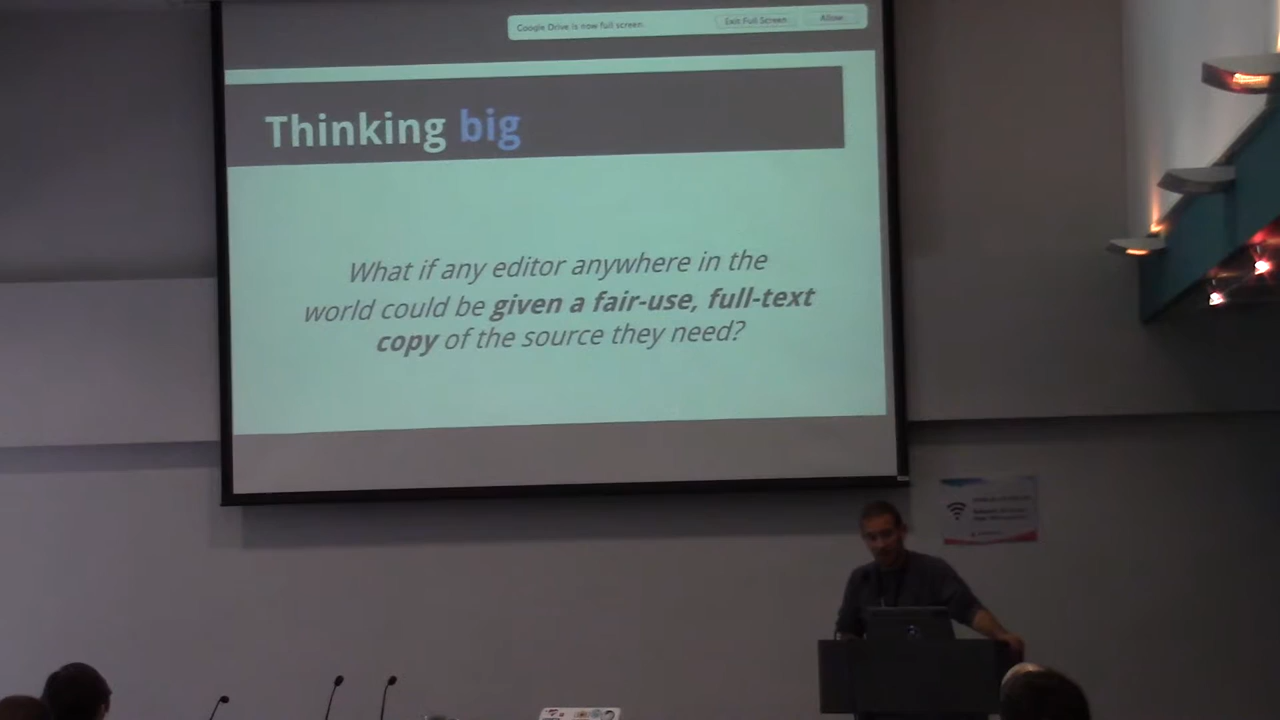 Google Drive is now full screen.
Exit Full Screen
Allow
Thinking big
What if any editor anywhere in the
world could be given a fair-use, full-text
copy of the source they need?